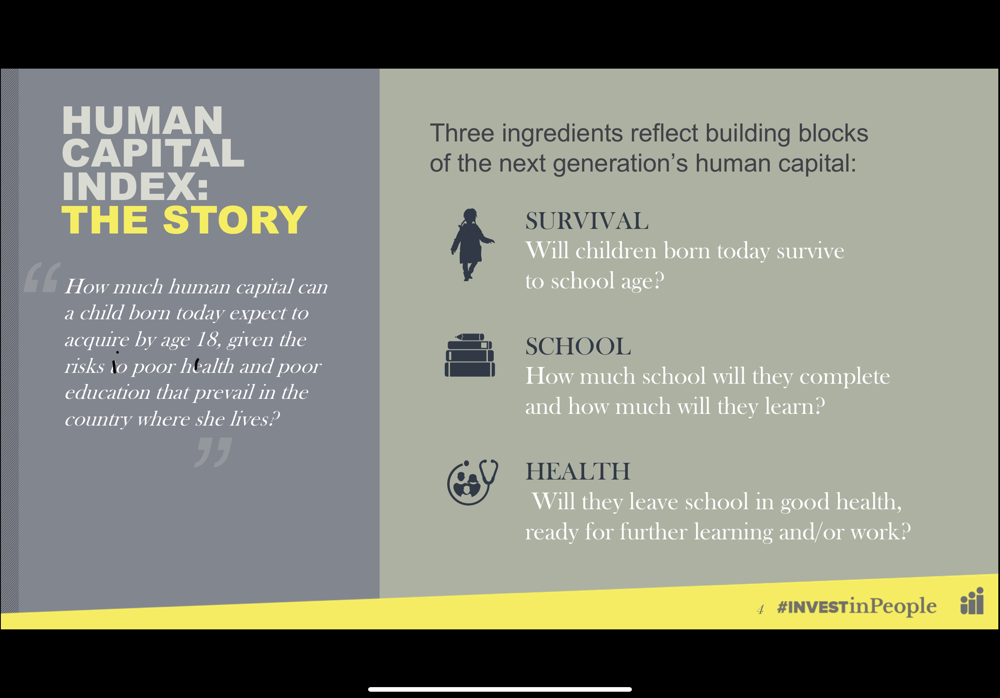 HUMAN
CAPITAL
INDEX:
THE STORY
“ How much human capital can
a child born today expect to
acquire by age 18, given the
risks to poor health and poor
education that prevail in the
country where she lives?
”
Three ingredients reflect building blocks
of the next generation’s human capital:
SURVIVAL
Will children born today survive
to school age?
SCHOOL
How much school will they complete
and how much will they learn?
HEALTH
Will they leave school in good health,
ready for further learning and/or work?
4 #INVESTinPeople